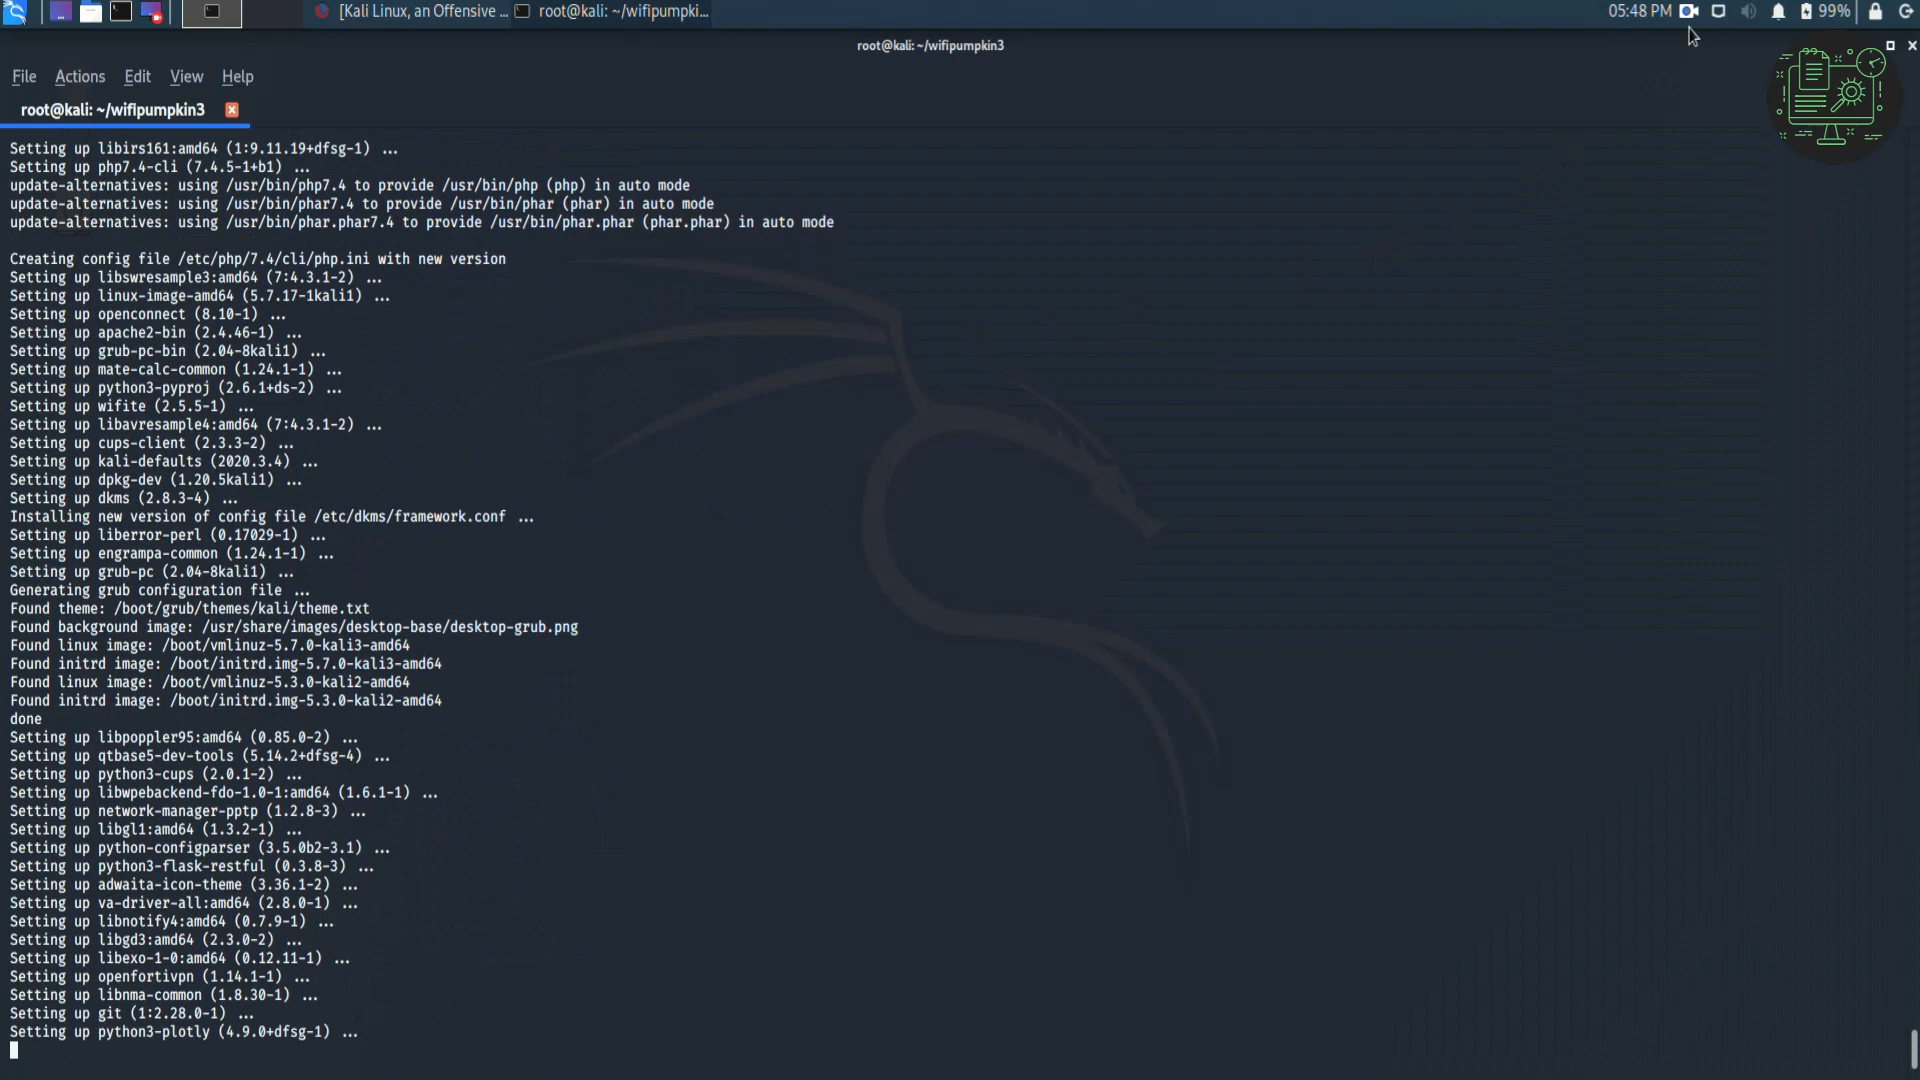 [Kali Linux, an Offensive ...
root@kali: ~/wifipumpki...
05:48 PM
99%
root@kali: ~/wifipumpkin3
File Actions Edit View Help
root@kali: ~/wifipumpkin3
Setting up libirs161:amd64 (1:9.11.19+dfsg-1) ...
Setting up php7.4-cli (7.4.5-1+b1) ...
update-alternatives: using /usr/bin/php7.4 to provide /usr/bin/php (php) in auto mode
update-alternatives: using /usr/bin/phar7.4 to provide /usr/bin/phar (phar) in auto mode
update-alternatives: using /usr/bin/phar.phar7.4 to provide /usr/bin/phar.phar (phar.phar) in auto mode
Creating config file /etc/php/7.4/cli/php.ini with new version
Setting up libswresample3:amd64 (7:4.3.1-2) ...
Setting up linux-image-amd64 (5.7.17-1kali1) ...
Setting up openconnect (8.10-1) ...
Setting up apache2-bin (2.4.46-1) ...
Setting up grub-pc-bin (2.04-8kali1) ...
Setting up mate-calc-common (1.24.1-1) ...
Setting up python3-pyproj (2.6.1+ds-2) ...
Setting up wifite (2.5.5-1) ...
Setting up libavresample4:amd64 (7:4.3.1-2) ...
Setting up cups-client (2.3.3-2) ...
Setting up kali-defaults (2020.3.4) ...
Setting up dpkg-dev (1.20.5kali1) ...
Setting up dkms (2.8.3-4) ...
Installing new version of config file /etc/dkms/framework.conf ...
Setting up liberror-perl (0.17029-1) ...
Setting up engrampa-common (1.24.1-1) ...
Setting up grub-pc (2.04-8kali1) ...
Generating grub configuration file ...
Found theme: /boot/grub/themes/kali/theme.txt
Found background image: /usr/share/images/desktop-base/desktop-grub.png
Found linux image: /boot/vmlinuz-5.7.0-kali3-amd64
Found initrd image: /boot/initrd.img-5.7.0-kali3-amd64
Found linux image: /boot/vmlinuz-5.3.0-kali2-amd64
Found initrd image: /boot/initrd.img-5.3.0-kali2-amd64
done
Setting up libpoppler95:amd64 (0.85.0-2) ...
Setting up qtbase5-dev-tools (5.14.2+dfsg-4) ...
Setting up python3-cups (2.0.1-2) ...
Setting up libwpebackend-fdo-1.0-1:amd64 (1.6.1-1) ...
Setting up network-manager-pptp (1.2.8-3) ...
Setting up libgl1:amd64 (1.3.2-1) ...
Setting up python-configparser (3.5.0b2-3.1) ...
Setting up python3-flask-restful (0.3.8-3) ...
Setting up adwaita-icon-theme (3.36.1-2) ...
Setting up va-driver-all:amd64 (2.8.0-1) ...
Setting up libnotify4:amd64 (0.7.9-1) ...
Setting up libgd3:amd64 (2.3.0-2) ...
Setting up libexo-1-0:amd64 (0.12.11-1) ...
Setting up openfortivpn (1.14.1-1) ...
Setting up libnma-common (1.8.30-1) ...
Setting up git (1:2.28.0-1) ...
Setting up python3-plotly (4.9.0+dfsg-1) ...